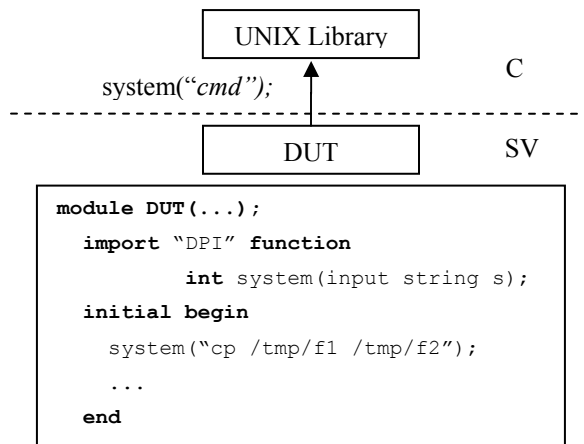 UNIX Library
C
system(“cmd”);
DUT
SV
module DUT(...);
import “DPI” function
int system(input string s);
initial begin
system(“cp /tmp/f1 /tmp/f2”);
...
end